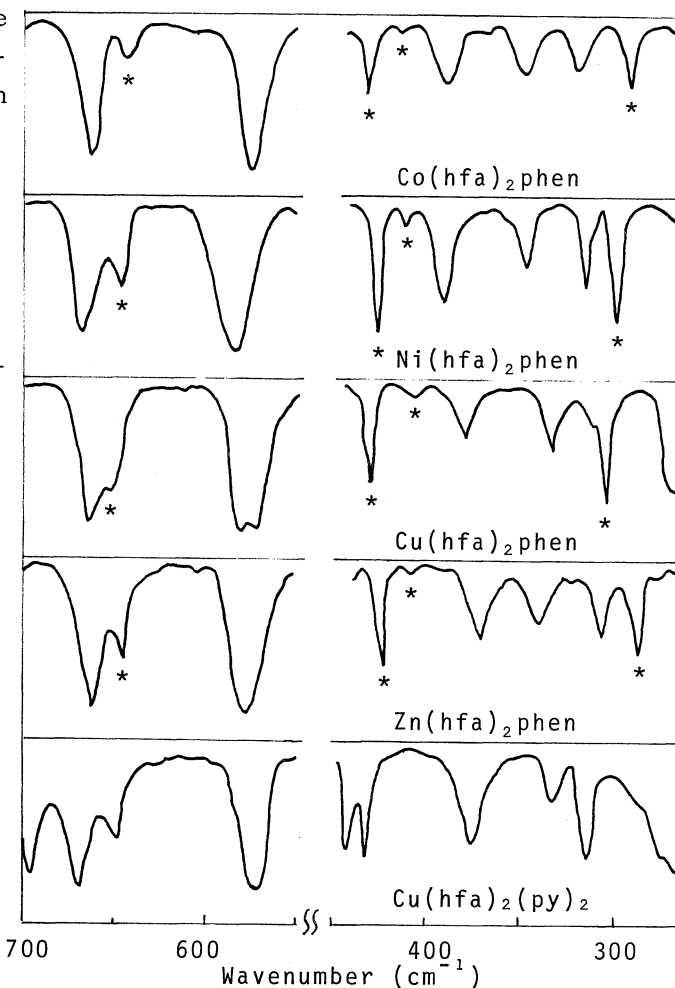 e
r
n
*
*
*
*
Co(hfa)₂phen
*
*
*
*
Ni(hfa)₂phen
*
*
*
*
Cu(hfa)₂phen
*
*
*
*
Zn(hfa)₂phen
Cu(hfa)₂(py)₂
700 600 400 300
Wavenumber (cm⁻¹)